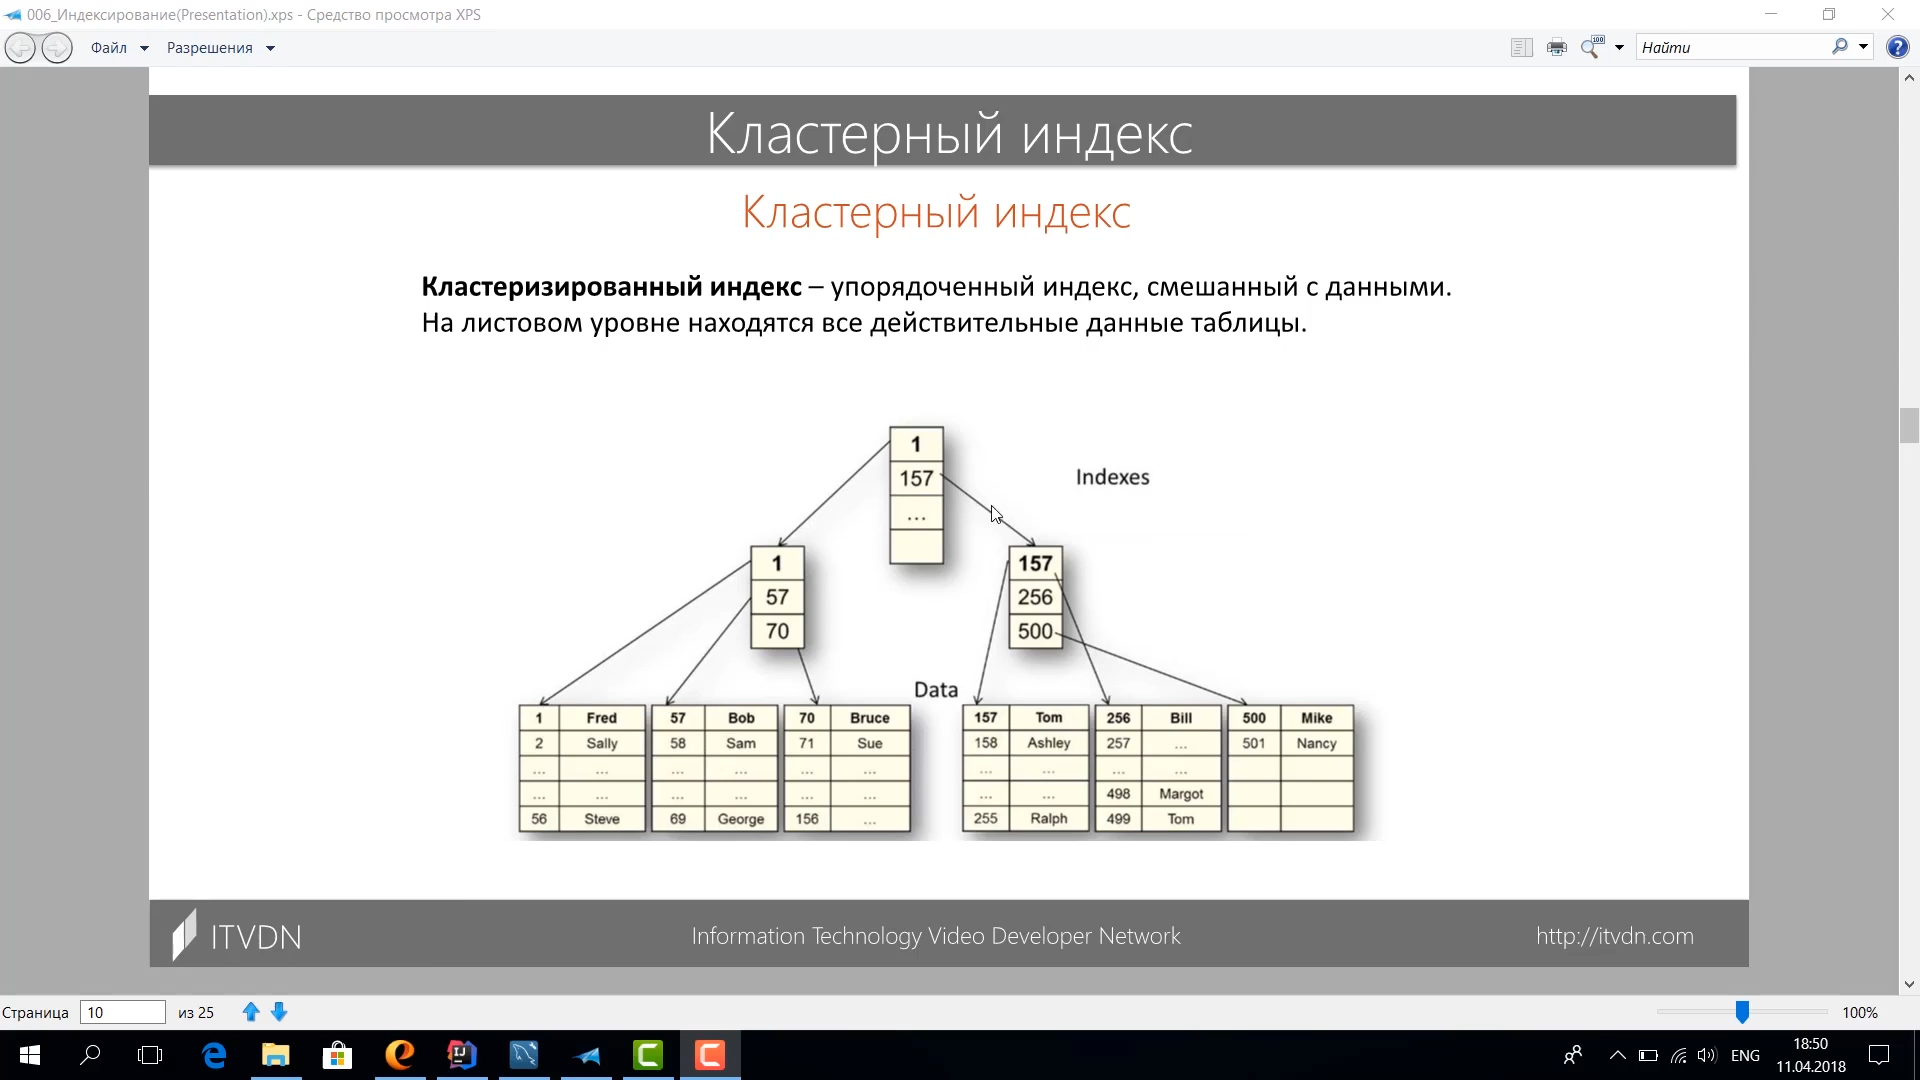 006_Индексирование(Presentation).xps - Средство просмотра XPS
Файл Разрешения 100 Найти ?
Кластерный индекс
Кластерный индекс
Кластеризированный индекс – упорядоченный индекс, смешанный с данными.
На листовом уровне находятся все действительные данные таблицы.
1
157
...
Indexes
1
57
70
157
256
500
Data
1 Fred
2 Sally
... ...
... ...
56 Steve
57 Bob
58 Sam
... ...
... ...
69 George
70 Bruce
71 Sue
... ...
... ...
156 ...
157 Tom
158 Ashley
... ...
... ...
255 Ralph
256 Bill
257 ...
... ...
498 Margot
499 Tom
500 Mike
501 Nancy
ITVDN Information Technology Video Developer Network http://itvdn.com
Страница 10 из 25 100%
ENG
18:50
11.04.2018